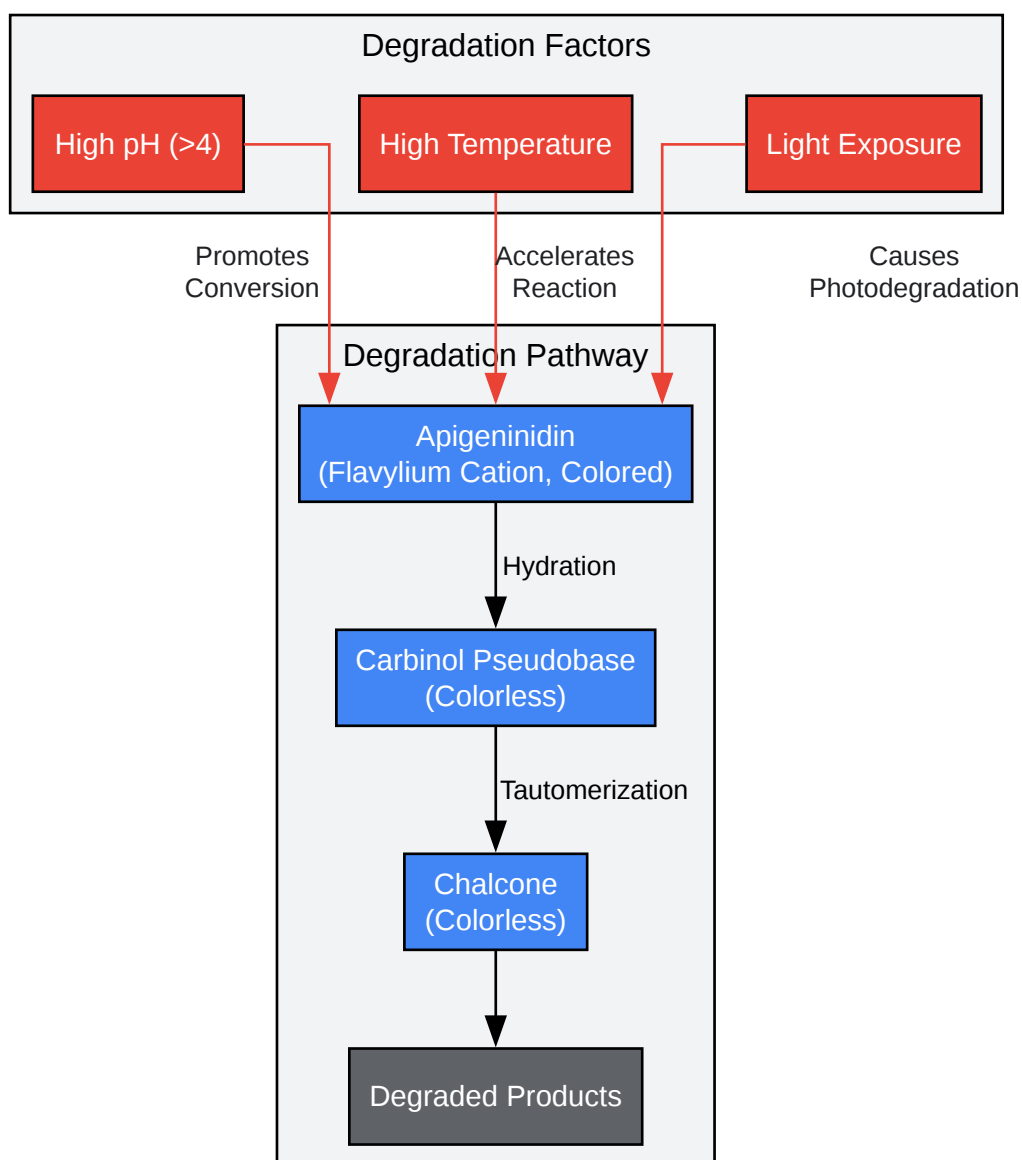 Degradation Factors
High pH (>4)
High Temperature
Light Exposure
Promotes
Conversion
Accelerates
Reaction
Causes
Photodegradation
Degradation Pathway
Apigeninidin
(Flavylium Cation, Colored)
Hydration
Carbinol Pseudobase
(Colorless)
Tautomerization
Chalcone
(Colorless)
Degraded Products